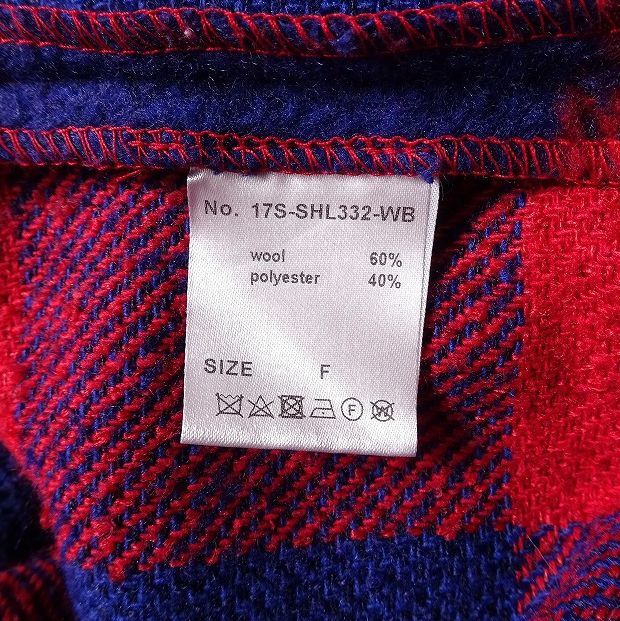 No. 17S-SHL332-WB
wool 60%
polyester 40%
SIZE F
F W